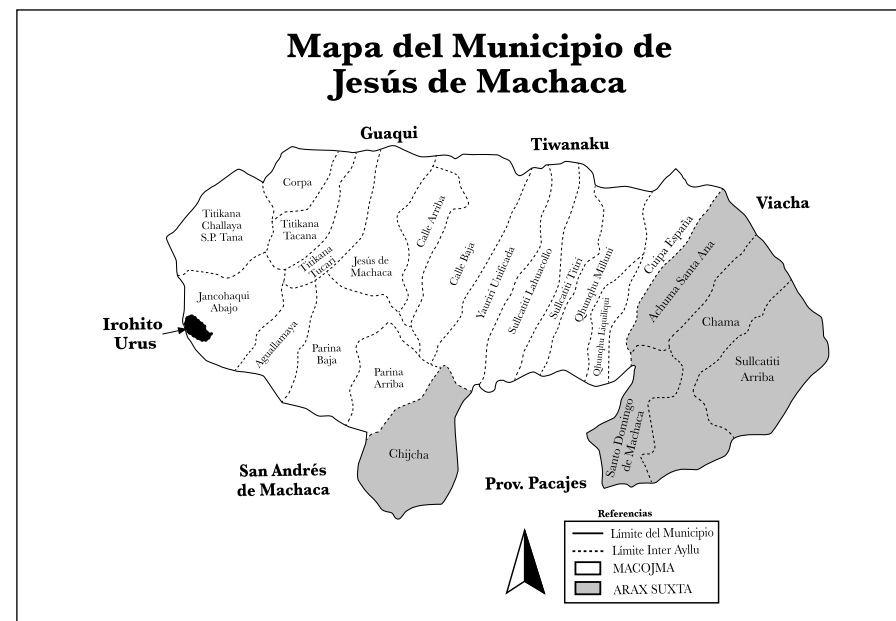 Mapa del Municipio de
Jesús de Machaca
Guaqui
Tiwanaku
Viacha
Corpa
Titikana
Challaya
S.P. Tana
Titikana
Tacana
Titikana
Tucari
Jesús de
Machaca
Calle Arriba
Calle Baja
Yauriri Unificada
Sullcatiti Lahuacollo
Sullcatiti Titiri
Qhunqhu Milluni
Qhunqhu Liquiliqui
Cuipa España
Achuma Santa Ana
Chama
Sullcatiti
Arriba
Jancohaqui
Abajo
Irohito
Urus
Aguallamaya
Parina
Baja
Parina
Arriba
Chijcha
Santo Domingo
de Machaca
San Andrés
de Machaca
Prov. Pacajes
Referencias
Límite del Municipio
Límite Inter Ayllu
MACOJMA
ARAX SUXTA